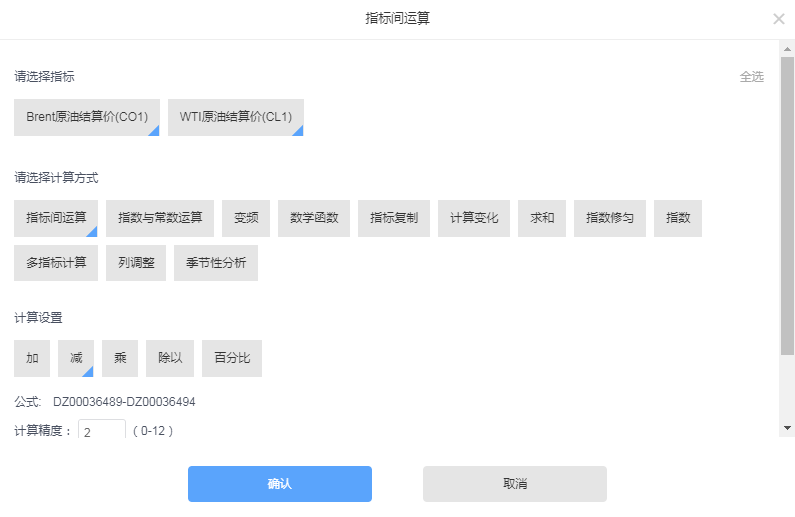 指标间运算
请选择指标 全选
Brent原油结算价(CO1) WTI原油结算价(CL1)
请选择计算方式
指标间运算 指数与常数运算 变频 数学函数 指标复制 计算变化 求和 指数修匀 指数
多指标计算 列调整 季节性分析
计算设置
加 减 乘 除以 百分比
公式: DZ00036489-DZ00036494
计算精度： 2 （0-12）
确认 取消